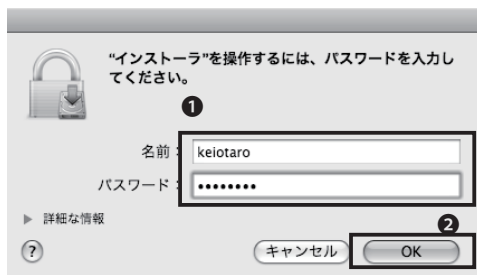 “インストーラ”を操作するには、パスワードを入力し
てください。
❶
名前： keiotaro
パスワード： ••••••••
▶ 詳細な情報
❷
? キャンセル OK